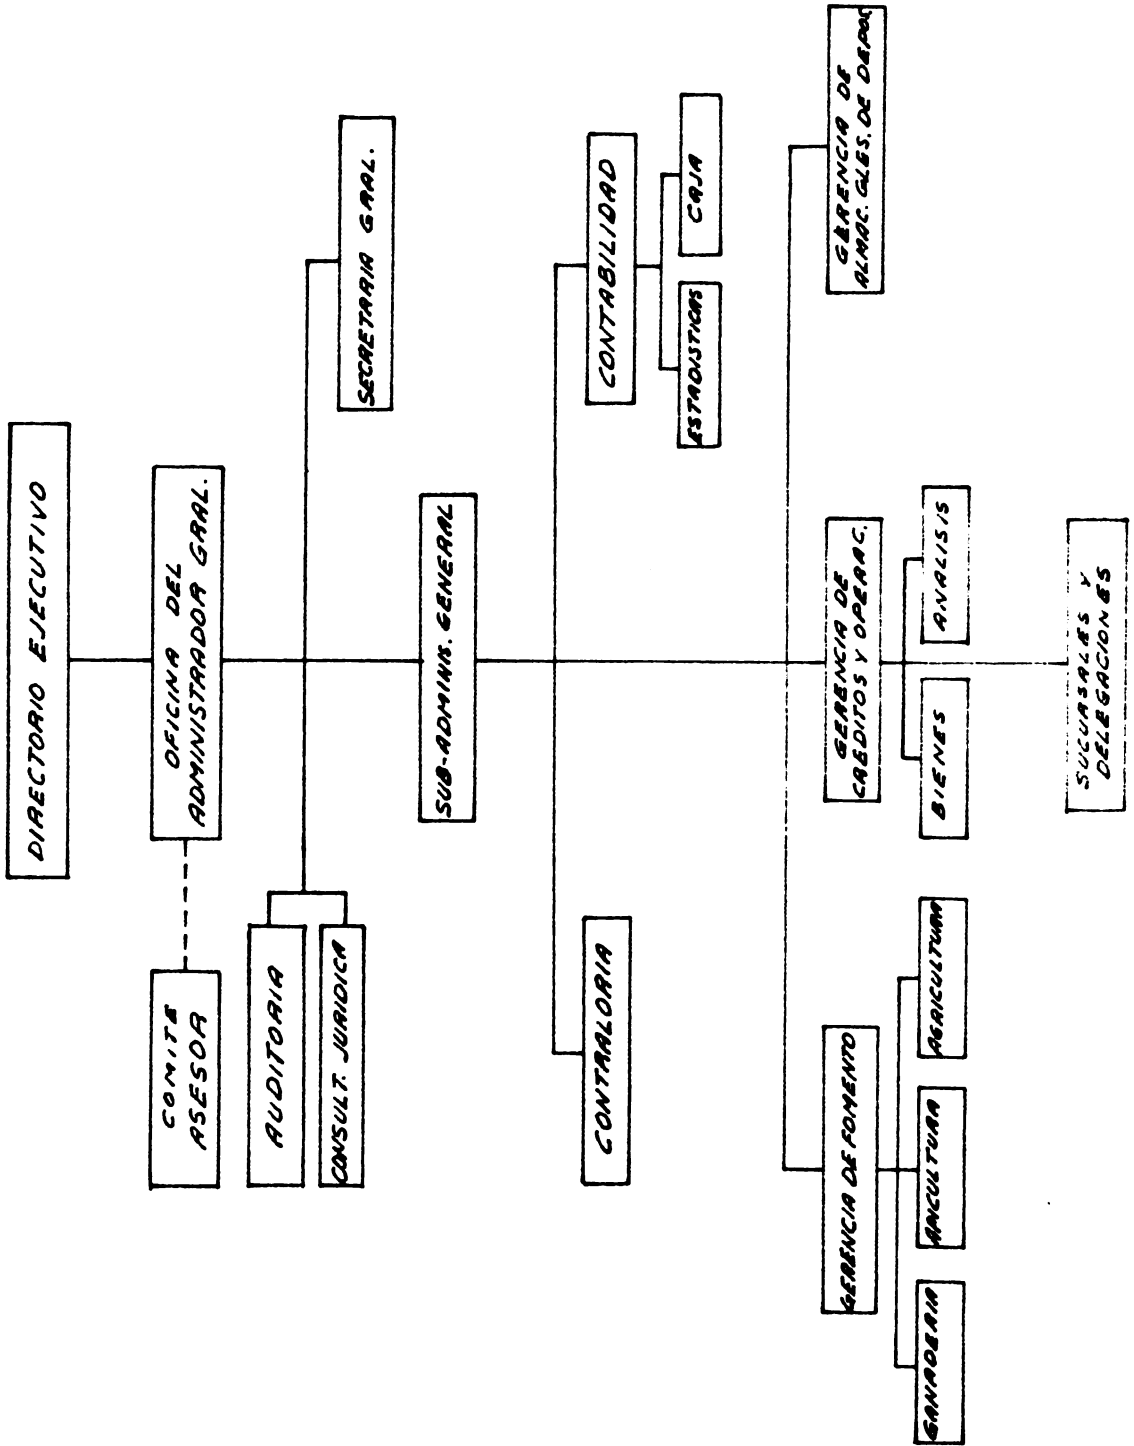 DIRECTORIO EJECUTIVO
OFICINA DEL
ADMINISTRADOR GRAL.
COMITE
ASESOR
AUDITORIA
CONSULT. JURIDICA
SECRETARIA GRAL.
SUB-ADMINIS. GENERAL
CONTRALORIA
CONTABILIDAD
ESTADISTICAS
CAJA
GERENCIA DE FOMENTO
GERENCIA DE
CREDITOS Y OPERAC.
GERENCIA DE
ALMAC. GLES. DE DEPOS.
GANADERIA
APICULTURA
AGRICULTURA
BIENES
ANALISIS
SUCURSALES Y
DELEGACIONES